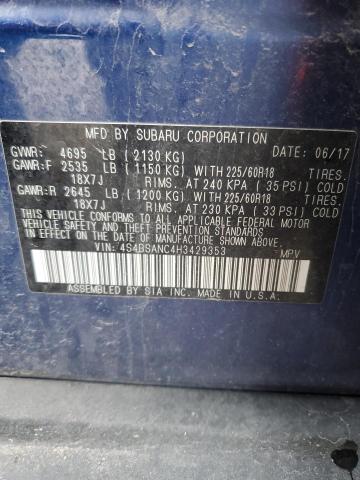 MFD BY SUBARU CORPORATION
GVWR: 4695 LB (2130 KG) DATE: 06/17
GAWR:F 2535 LB (1150 KG) WITH 225/60R18 TIRES.
18X7J RIMS. AT 240 KPA (35 PSI) COLD
GAWR:R 2645 LB (1200 KG) WITH 225/60R18 TIRES.
18X7J RIMS. AT 230 KPA (33 PSI) COLD
THIS VEHICLE CONFORMS TO ALL APPLICABLE FEDERAL MOTOR
VEHICLE SAFETY, BUMPER, AND THEFT PREVENTION
STANDARDS IN EFFECT ON THE DATE OF MANUFACTURE SHOWN ABOVE.
VIN: 4S4BSANC4H3429353 MPV
ASSEMBLED BY SIA INC. IN U.S.A.